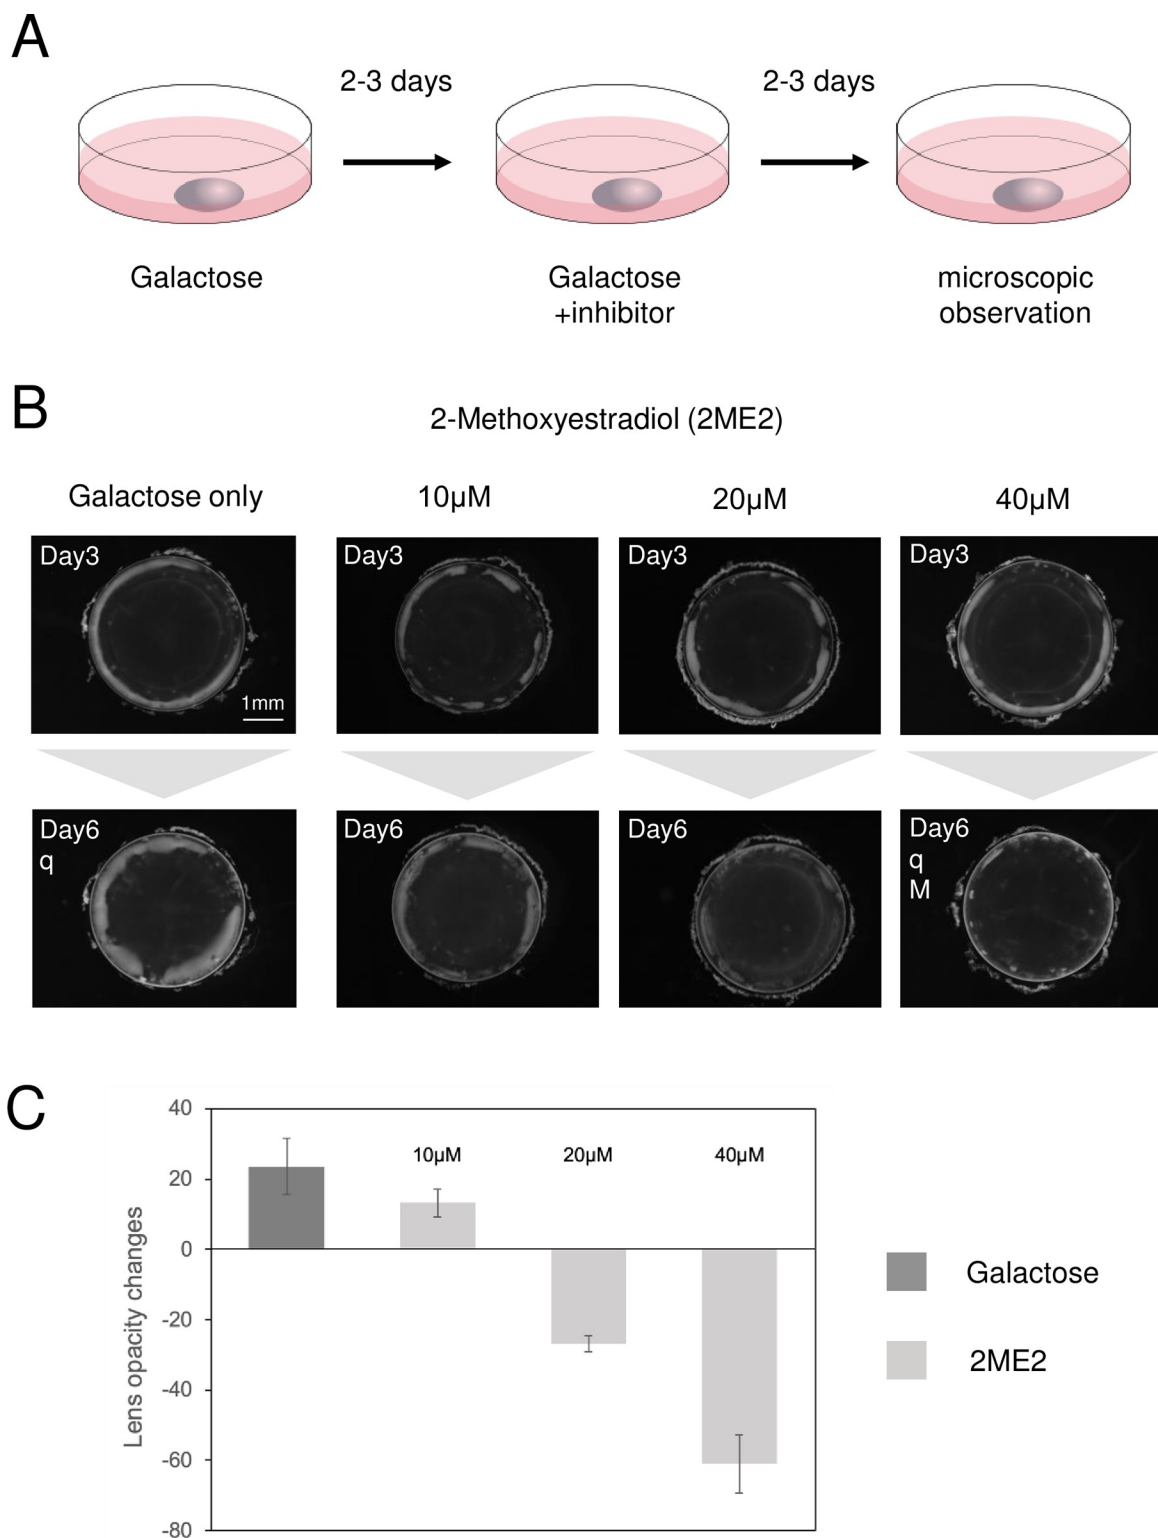 A
2-3 days
2-3 days
Galactose
Galactose
+inhibitor
microscopic
observation
B
2-Methoxyestradiol (2ME2)
Galactose only
10µM
20µM
40µM
Day3
1mm
Day3
Day3
Day3
Day6
q
Day6
Day6
Day6
q
M
C
Lens opacity changes
40
20
0
-20
-40
-60
-80
10µM
20µM
40µM
Galactose
2ME2